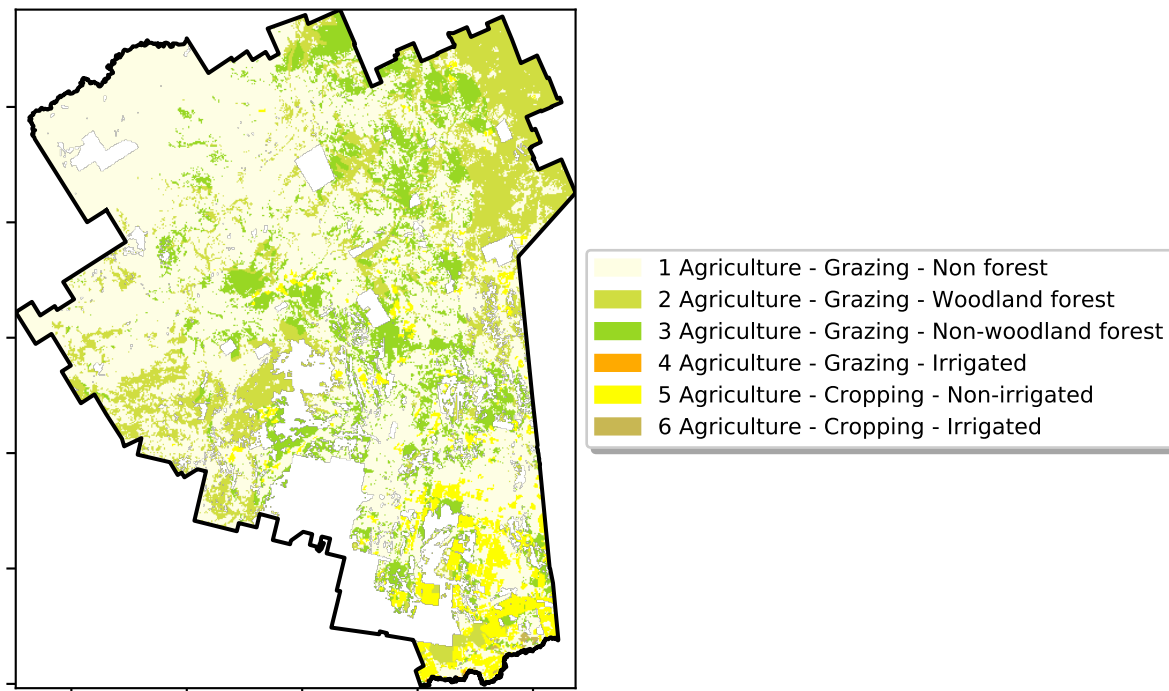 1 Agriculture - Grazing - Non forest
2 Agriculture - Grazing - Woodland forest
3 Agriculture - Grazing - Non-woodland forest
4 Agriculture - Grazing - Irrigated
5 Agriculture - Cropping - Non-irrigated
6 Agriculture - Cropping - Irrigated